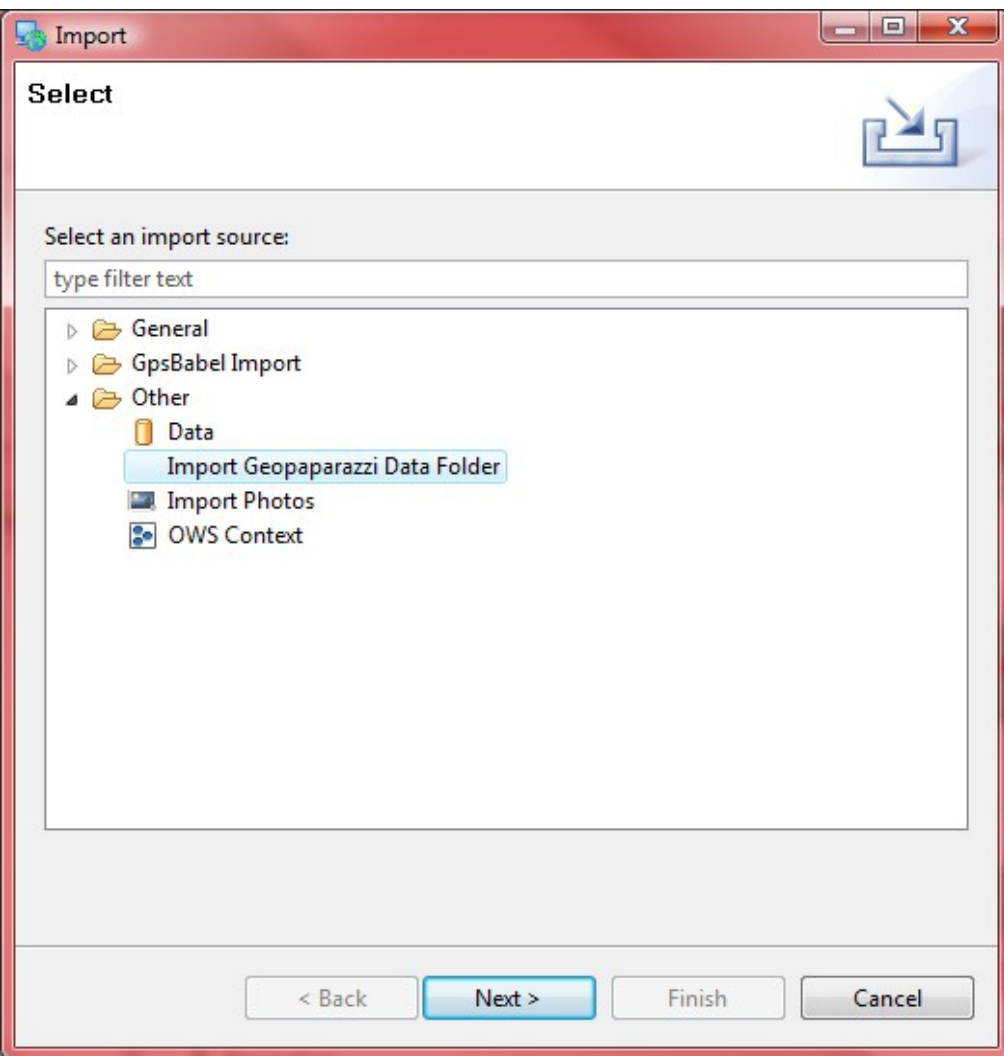 Import
Select
Select an import source:
type filter text
General
GpsBabel Import
Other
Data
Import Geopaparazzi Data Folder
Import Photos
OWS Context
< Back Next > Finish Cancel